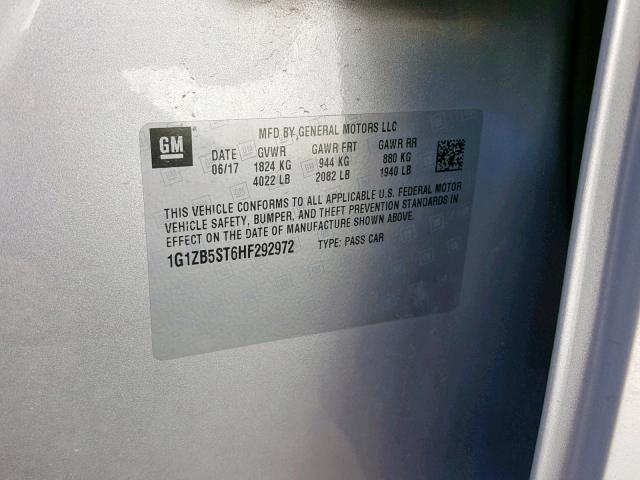 GM
MFD BY GENERAL MOTORS LLC
DATE GVWR GAWR FRT GAWR RR
06/17 1824 KG 944 KG 880 KG
4022 LB 2082 LB 1940 LB
THIS VEHICLE CONFORMS TO ALL APPLICABLE U.S. FEDERAL MOTOR
VEHICLE SAFETY, BUMPER, AND THEFT PREVENTION STANDARDS IN
EFFECT ON THE DATE OF MANUFACTURE SHOWN ABOVE.
1G1ZB5ST6HF292972 TYPE: PASS CAR